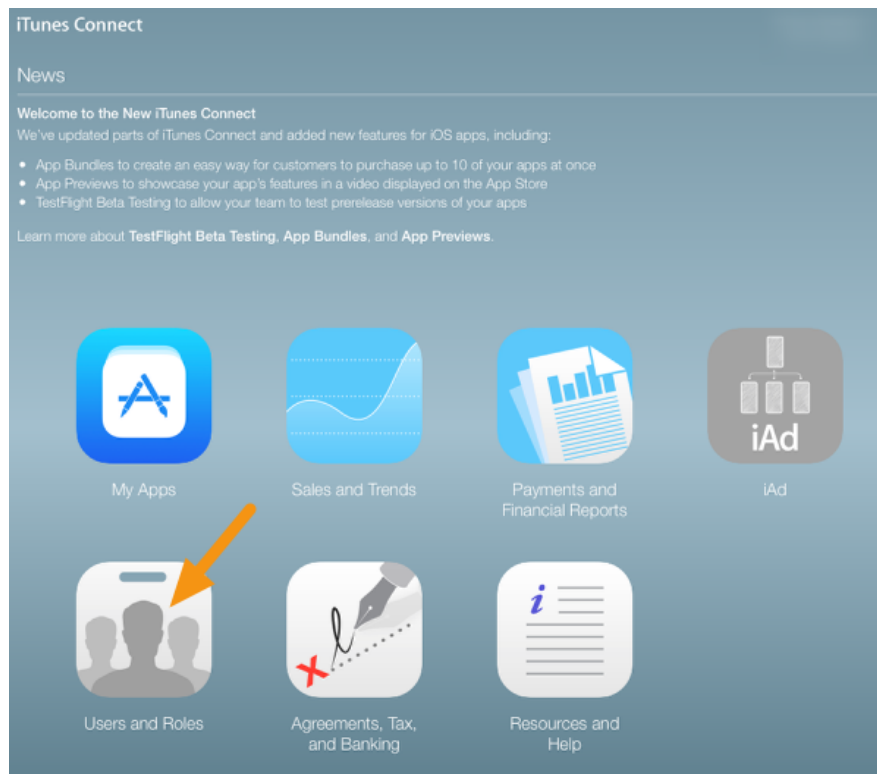 iTunes Connect
News
Welcome to the New iTunes Connect
We've updated parts of iTunes Connect and added new features for iOS apps, including:
• App Bundles to create an easy way for customers to purchase up to 10 of your apps at once
• App Previews to showcase your app's features in a video displayed on the App Store
• TestFlight Beta Testing to allow your team to test prerelease versions of your apps
Learn more about TestFlight Beta Testing, App Bundles, and App Previews.
iAd
My Apps
Sales and Trends
Payments and
Financial Reports
iAd
i
Users and Roles
Agreements, Tax,
and Banking
Resources and
Help